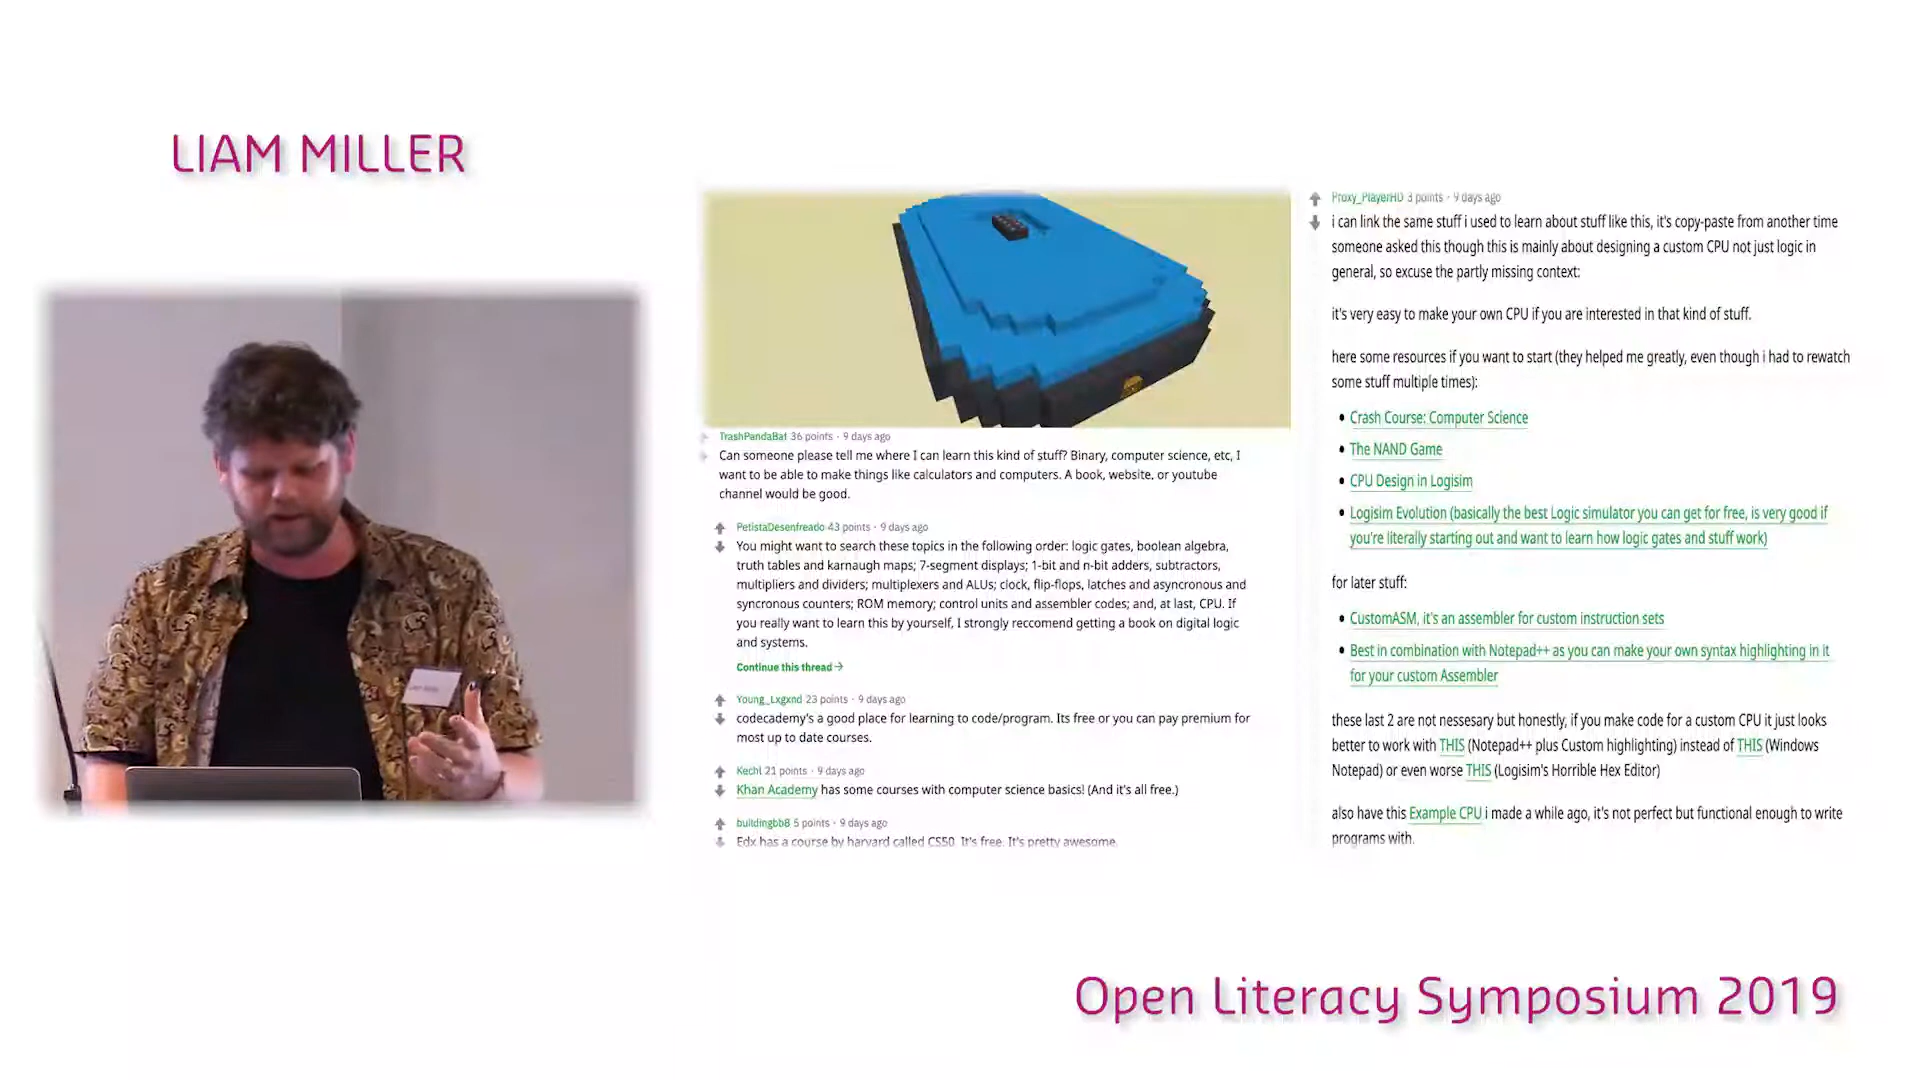 LIAM MILLER
TrashPandaBat 36 points · 9 days ago
Can someone please tell me where I can learn this kind of stuff? Binary, computer science, etc, I
want to be able to make things like calculators and computers. A book, website, or youtube
channel would be good.
PetistaDesenfreado 43 points · 9 days ago
You might want to search these topics in the following order: logic gates, boolean algebra,
truth tables and karnaugh maps; 7-segment displays; 1-bit and n-bit adders, subtractors,
multipliers and dividers; multiplexers and ALUs; clock, flip-flops, latches and asyncronous and
syncronous counters; ROM memory; control units and assembler codes; and, at last, CPU. If
you really want to learn this by yourself, I strongly reccomend getting a book on digital logic
and systems.
Continue this thread →
Young_Lxgxnd 23 points · 9 days ago
codecademy's a good place for learning to code/program. Its free or you can pay premium for
most up to date courses.
Kechl 21 points · 9 days ago
Khan Academy has some courses with computer science basics! (And it's all free.)
buildingbb8 5 points · 9 days ago
Edx has a course by harvard called CS50. It's free. It's pretty awesome.
Proxy_PlayerHD 3 points · 9 days ago
i can link the same stuff i used to learn about stuff like this, it's copy-paste from another time
someone asked this though this is mainly about designing a custom CPU not just logic in
general, so excuse the partly missing context:
it's very easy to make your own CPU if you are interested in that kind of stuff.
here some resources if you want to start (they helped me greatly, even though i had to rewatch
some stuff multiple times):
• Crash Course: Computer Science
• The NAND Game
• CPU Design in Logisim
• Logisim Evolution (basically the best Logic simulator you can get for free, is very good if
you're literally starting out and want to learn how logic gates and stuff work)
for later stuff:
• CustomASM, it's an assembler for custom instruction sets
• Best in combination with Notepad++ as you can make your own syntax highlighting in it
for your custom Assembler
these last 2 are not nessesary but honestly, if you make code for a custom CPU it just looks
better to work with THIS (Notepad++ plus Custom highlighting) instead of THIS (Windows
Notepad) or even worse THIS (Logisim's Horrible Hex Editor)
also have this Example CPU i made a while ago, it's not perfect but functional enough to write
programs with.
Open Literacy Symposium 2019